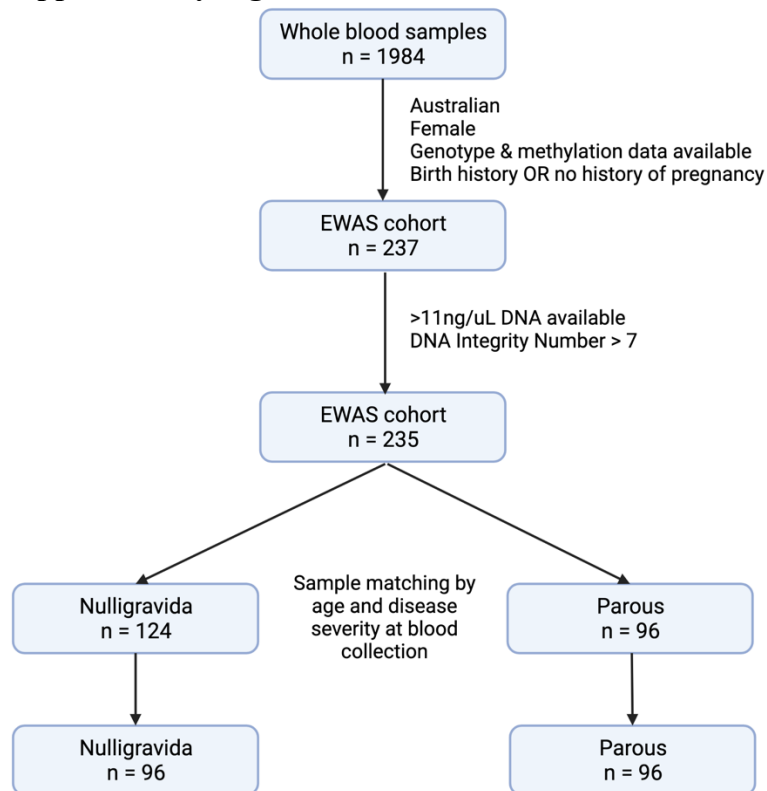 Whole blood samples
n = 1984
Australian
Female
Genotype & methylation data available
Birth history OR no history of pregnancy
EWAS cohort
n = 237
>11ng/uL DNA available
DNA Integrity Number > 7
EWAS cohort
n = 235
Nulligravida
n = 124
Sample matching by
age and disease
severity at blood
collection
Parous
n = 96
Nulligravida
n = 96
Parous
n = 96